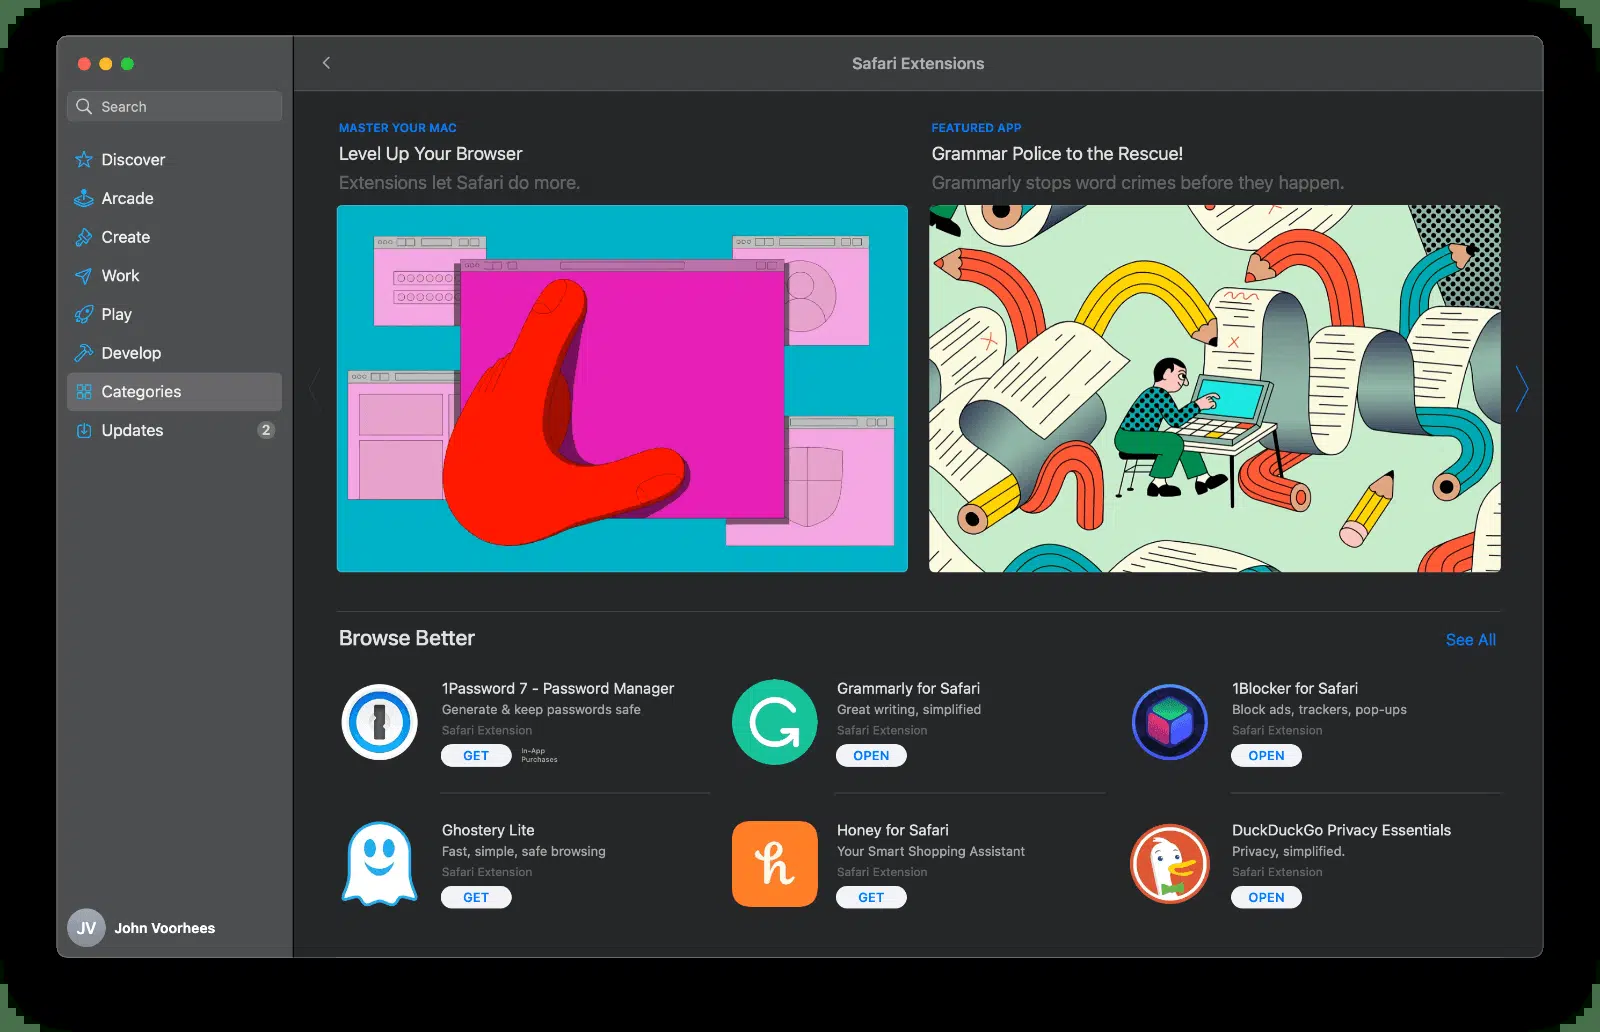 Search
Discover
Arcade
Create
Work
Play
Develop
Categories
Updates 2
JV John Voorhees
Safari Extensions
MASTER YOUR MAC
Level Up Your Browser
Extensions let Safari do more.
FEATURED APP
Grammar Police to the Rescue!
Grammarly stops word crimes before they happen.
Browse Better
See All
1Password 7 - Password Manager
Generate & keep passwords safe
Safari Extension
GET
In-App
Purchases
Grammarly for Safari
Great writing, simplified
Safari Extension
OPEN
1Blocker for Safari
Block ads, trackers, pop-ups
Safari Extension
OPEN
Ghostery Lite
Fast, simple, safe browsing
Safari Extension
GET
h
Honey for Safari
Your Smart Shopping Assistant
Safari Extension
GET
DuckDuckGo Privacy Essentials
Privacy, simplified.
Safari Extension
OPEN